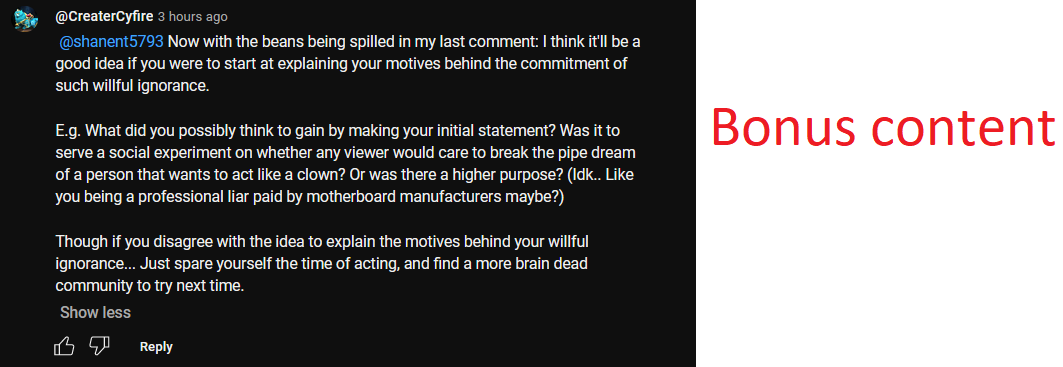 @CreaterCyfire 3 hours ago
@shanent5793 Now with the beans being spilled in my last comment: I think it'll be a
good idea if you were to start at explaining your motives behind the commitment of
such willful ignorance.
E.g. What did you possibly think to gain by making your initial statement? Was it to
serve a social experiment on whether any viewer would care to break the pipe dream
of a person that wants to act like a clown? Or was there a higher purpose? (Idk.. Like
you being a professional liar paid by motherboard manufacturers maybe?)
Though if you disagree with the idea to explain the motives behind your willful
ignorance... Just spare yourself the time of acting, and find a more brain dead
community to try next time.
Show less
Reply
Bonus content